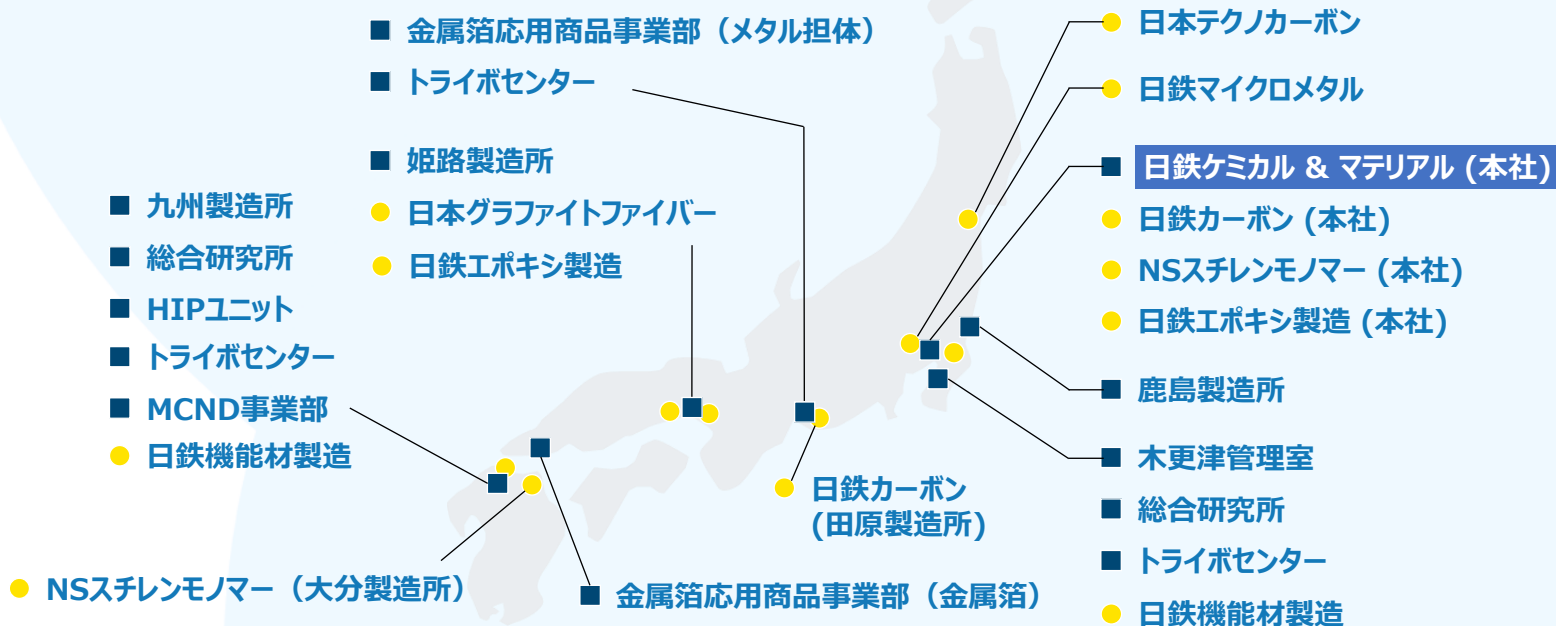 金属箔応用商品事業部（メタル担体）
トライボセンター
姫路製造所
日本グラファイトファイバー
日鉄エポキシ製造
九州製造所
総合研究所
HIPユニット
トライボセンター
MCND事業部
日鉄機能材製造
NSスチレンモノマー（大分製造所）
金属箔応用商品事業部（金属箔）
日鉄カーボン
(田原製造所)
日本テクノカーボン
日鉄マイクロメタル
日鉄ケミカル & マテリアル (本社)
日鉄カーボン (本社)
NSスチレンモノマー (本社)
日鉄エポキシ製造 (本社)
鹿島製造所
木更津管理室
総合研究所
トライボセンター
日鉄機能材製造